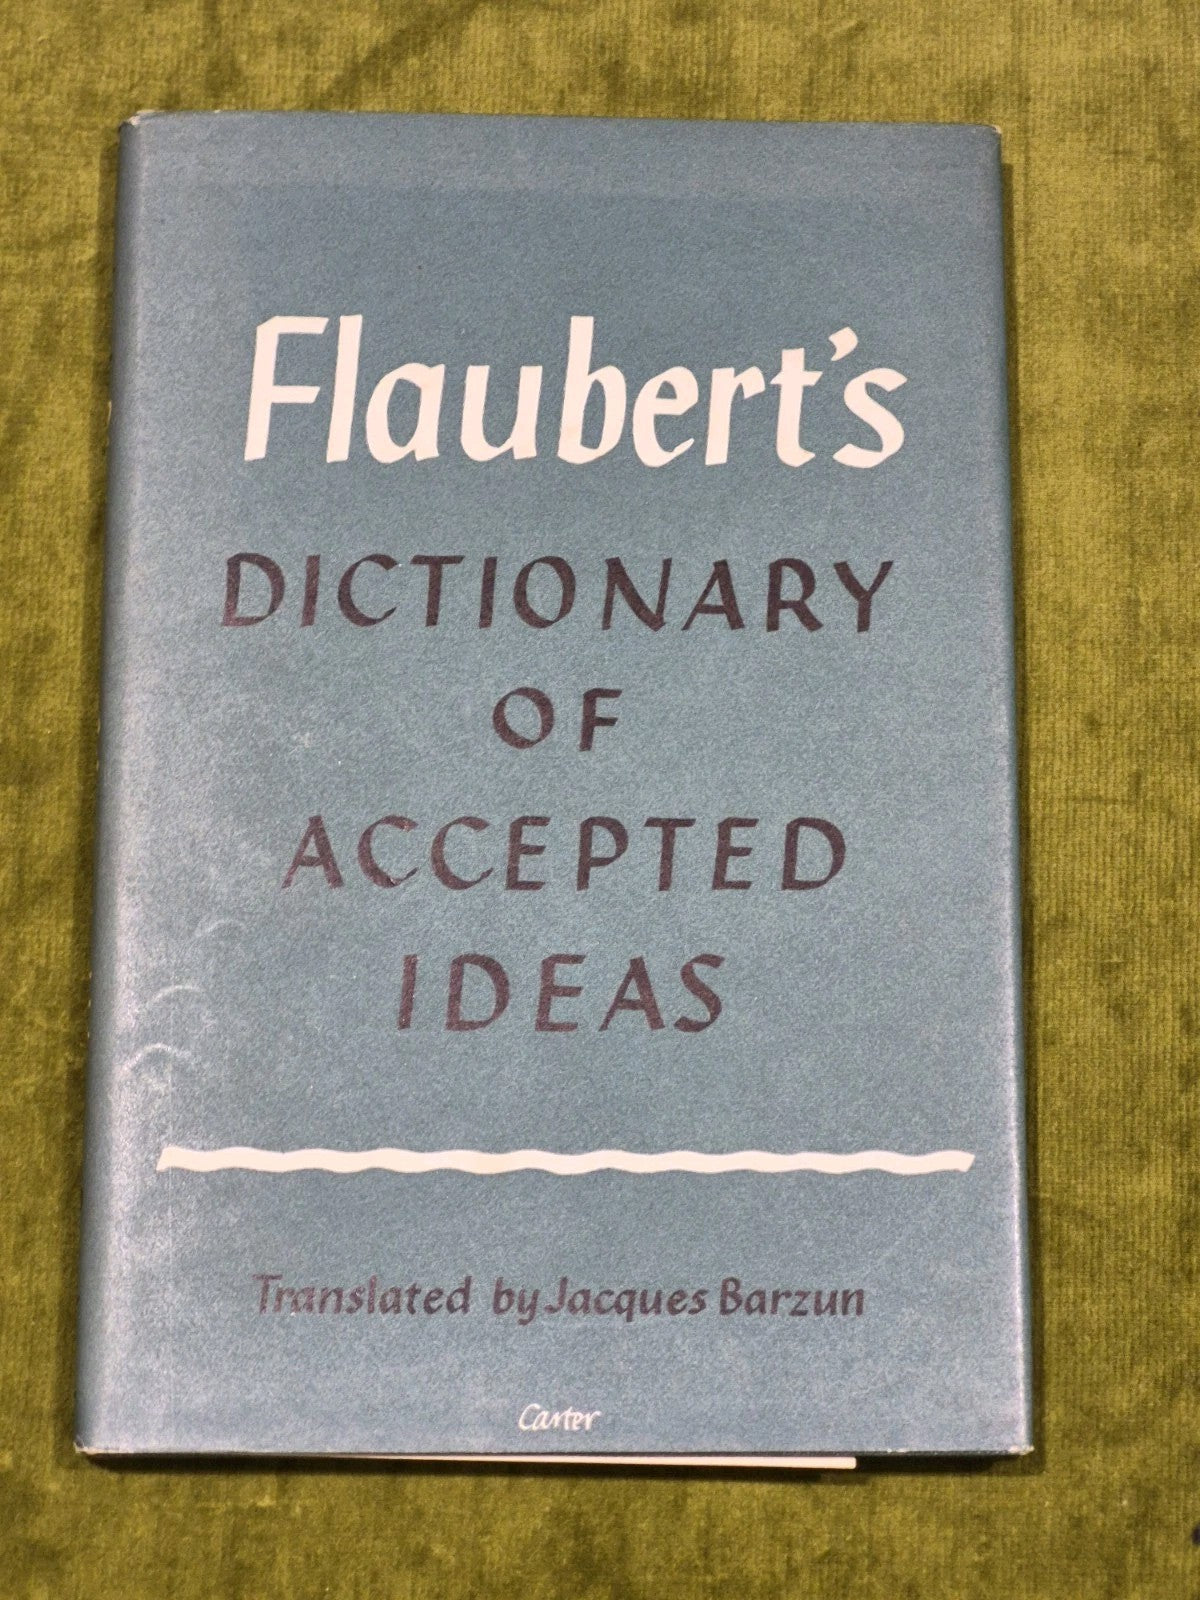 Flaubert's
DICTIONARY
OF
ACCEPTED
IDEAS
Translated by Jacques Barzun
Carter